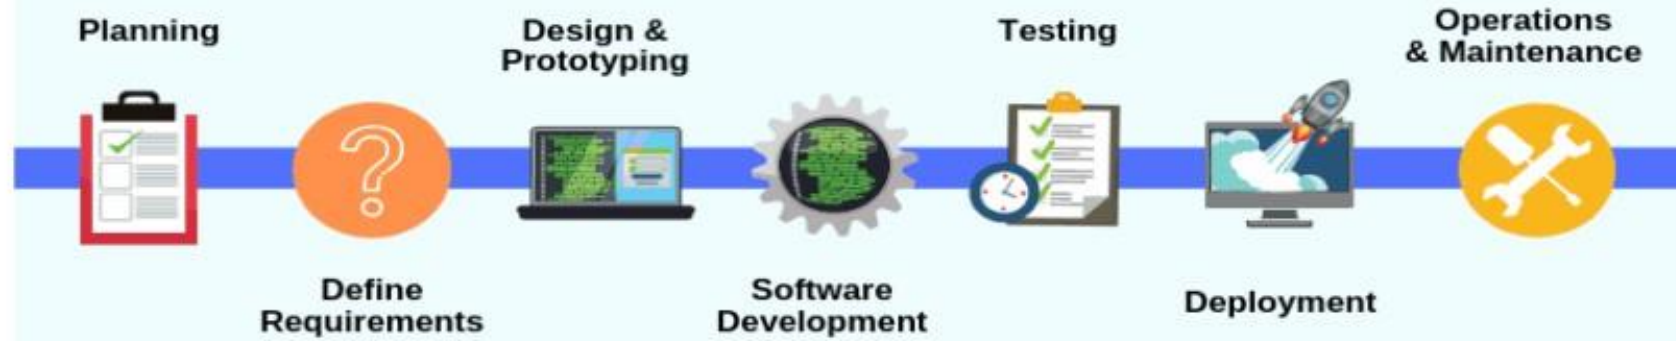 Planning
Define
Requirements
Design &
Prototyping
Software
Development
Testing
Deployment
Operations
& Maintenance